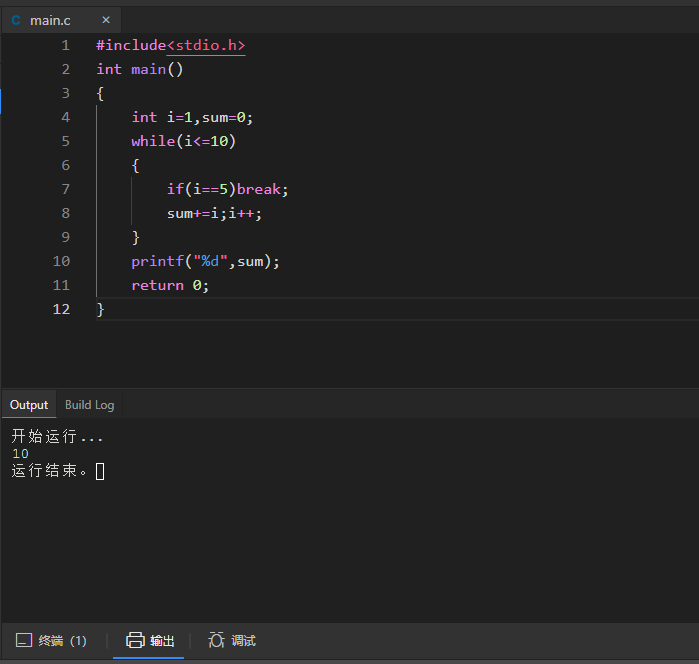 C main.c ×
1 #include<stdio.h>
2 int main()
3 {
4     int i=1,sum=0;
5     while(i<=10)
6     {
7         if(i==5)break;
8         sum+=i;i++;
9     }
10     printf("%d",sum);
11     return 0;
12 }
Output Build Log
开始运行...
10
运行结束。
终端 (1) 输出 调试